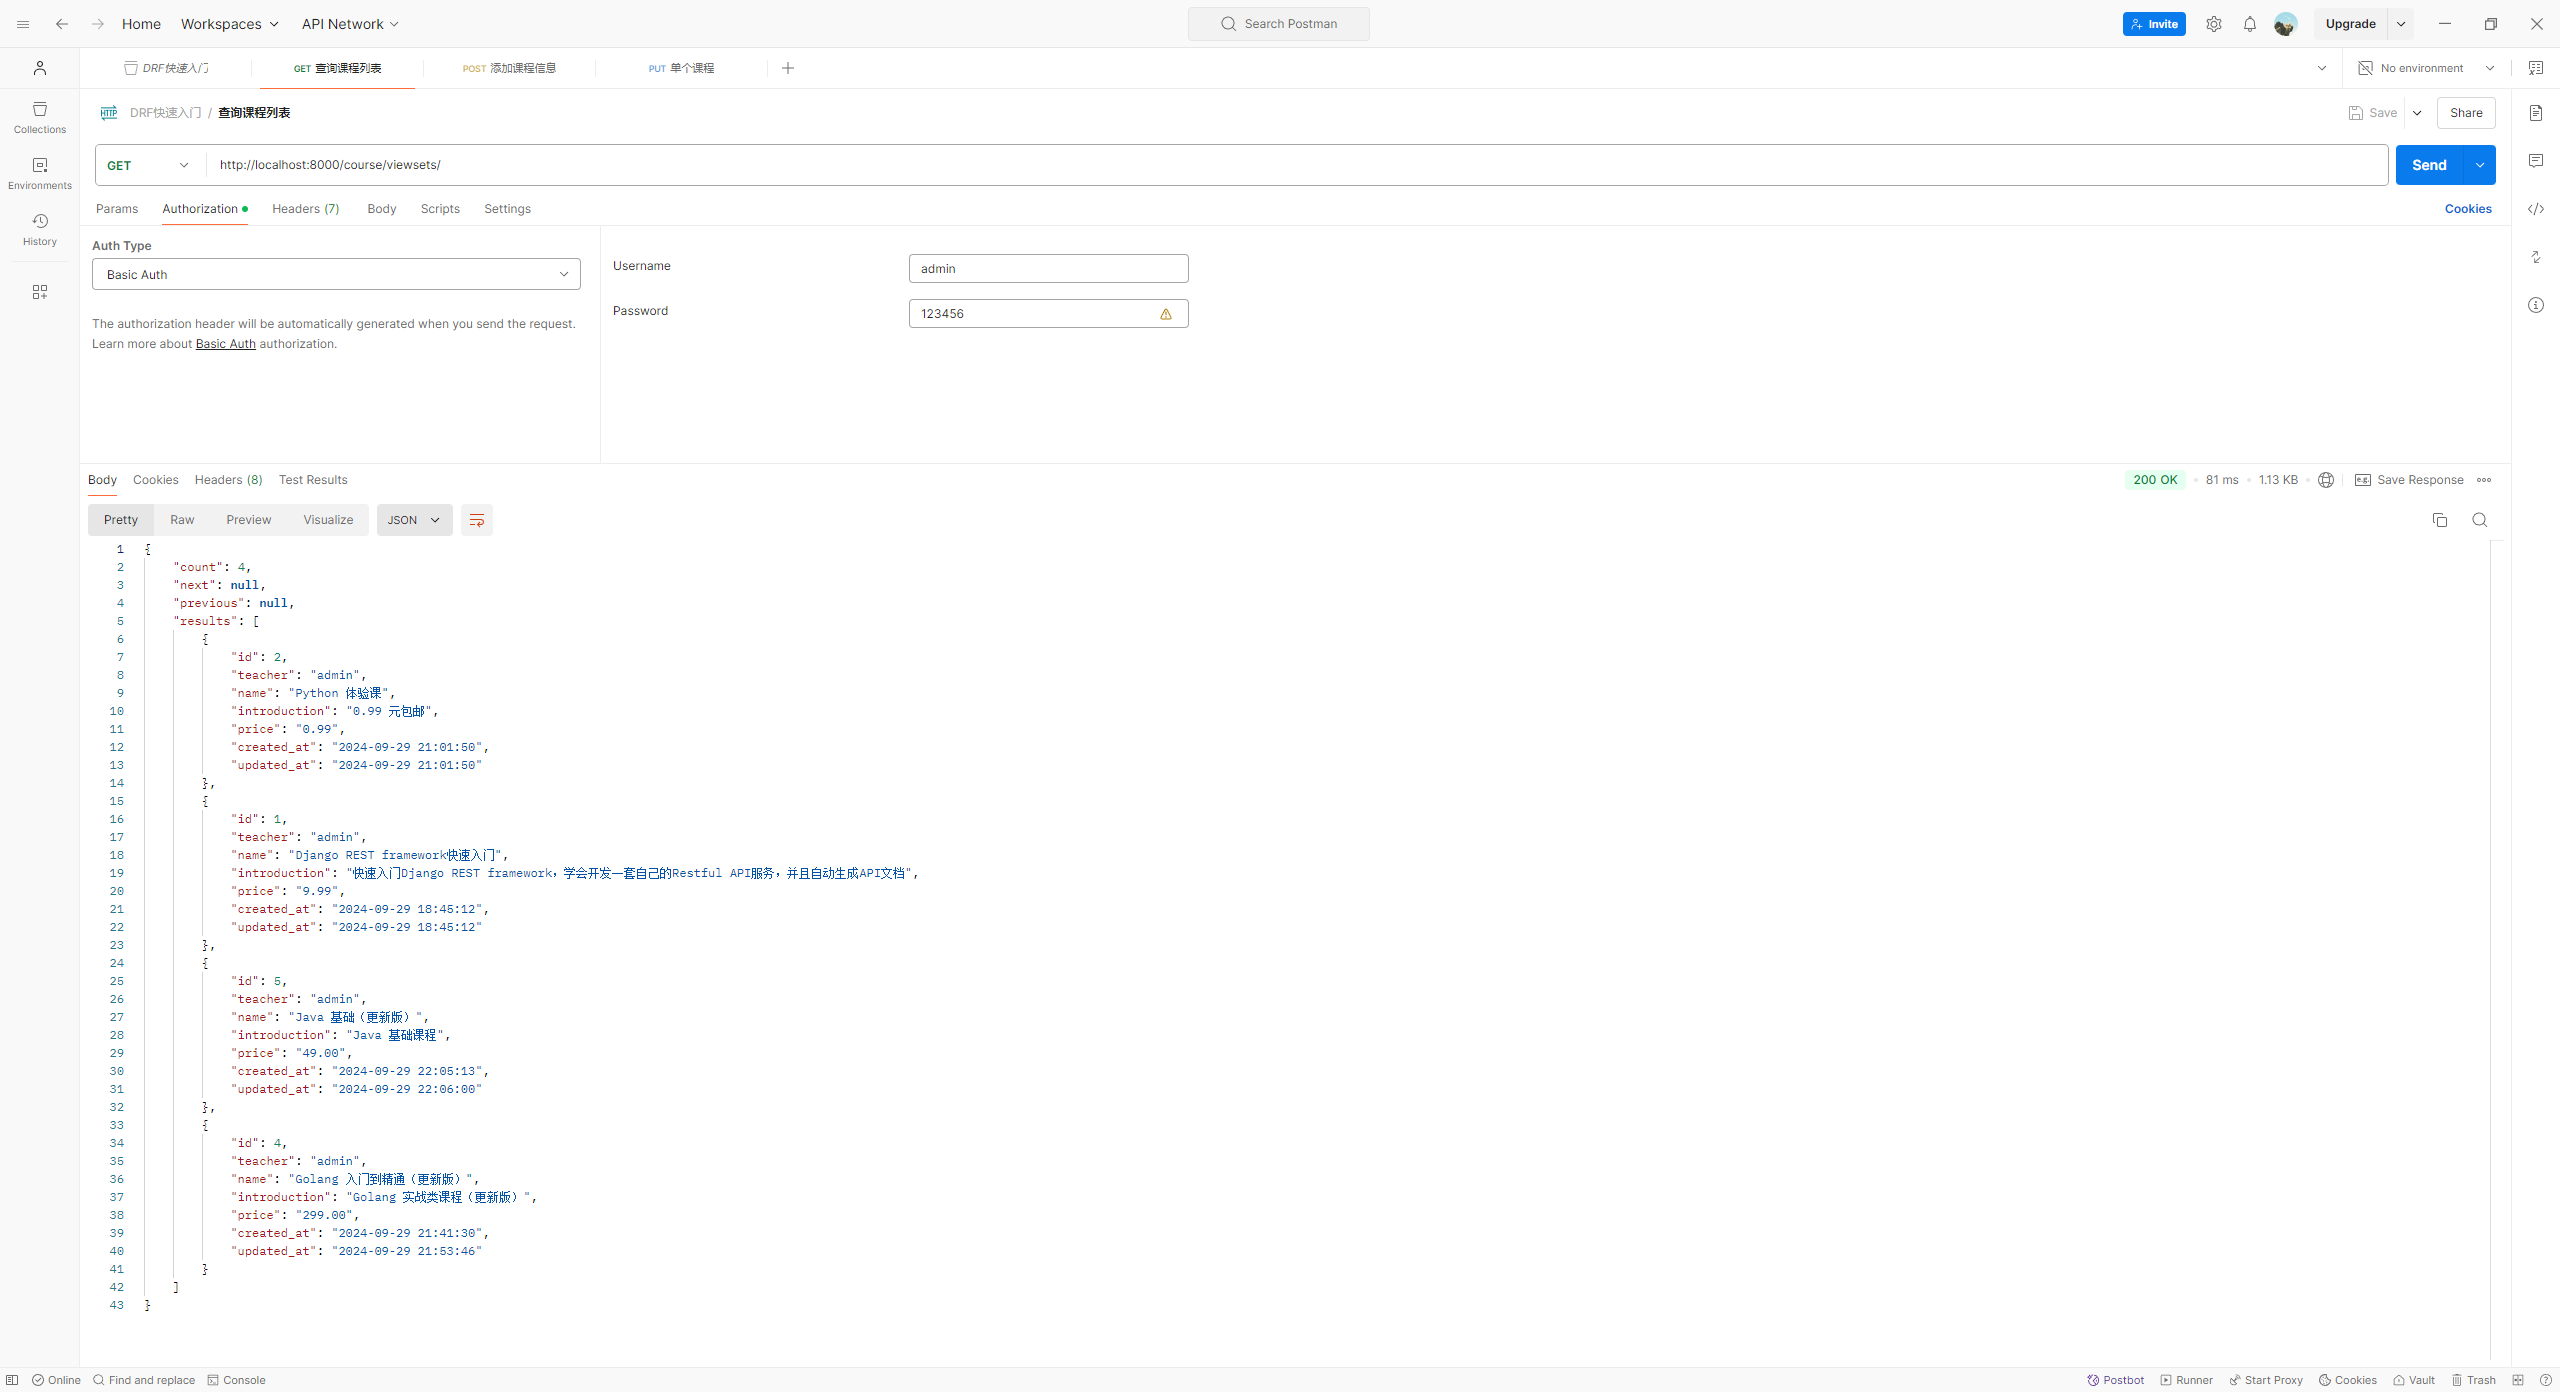 Home Workspaces API Network Search Postman Invite Upgrade
DRF快速入门 GET 查询课程列表 POST 添加课程信息 PUT 单个课程 No environment
HTTP DRF快速入门 / 查询课程列表 Save Share
Collections
GET http://localhost:8000/course/viewsets/ Send
Environments
Params Authorization Headers (7) Body Scripts Settings Cookies
History
Auth Type
Basic Auth
The authorization header will be automatically generated when you send the request.
Learn more about Basic Auth authorization.
Username admin
Password 123456
Body Cookies Headers (8) Test Results 200 OK 81 ms 1.13 KB e.g. Save Response
Pretty Raw Preview Visualize JSON
1 {
2 "count": 4,
3 "next": null,
4 "previous": null,
5 "results": [
6 {
7 "id": 2,
8 "teacher": "admin",
9 "name": "Python 体验课",
10 "introduction": "0.99 元包邮",
11 "price": "0.99",
12 "created_at": "2024-09-29 21:01:50",
13 "updated_at": "2024-09-29 21:01:50"
14 },
15 {
16 "id": 1,
17 "teacher": "admin",
18 "name": "Django REST framework快速入门",
19 "introduction": "快速入门Django REST framework，学会开发一套自己的Restful API服务，并且自动生成API文档",
20 "price": "9.99",
21 "created_at": "2024-09-29 18:45:12",
22 "updated_at": "2024-09-29 18:45:12"
23 },
24 {
25 "id": 5,
26 "teacher": "admin",
27 "name": "Java 基础（更新版）",
28 "introduction": "Java 基础课程",
29 "price": "49.00",
30 "created_at": "2024-09-29 22:05:13",
31 "updated_at": "2024-09-29 22:06:00"
32 },
33 {
34 "id": 4,
35 "teacher": "admin",
36 "name": "Golang 入门到精通（更新版）",
37 "introduction": "Golang 实战类课程（更新版）",
38 "price": "299.00",
39 "created_at": "2024-09-29 21:41:30",
40 "updated_at": "2024-09-29 21:53:46"
41 }
42 ]
43 }
Online Find and replace Console Postbot Runner Start Proxy Cookies Vault Trash